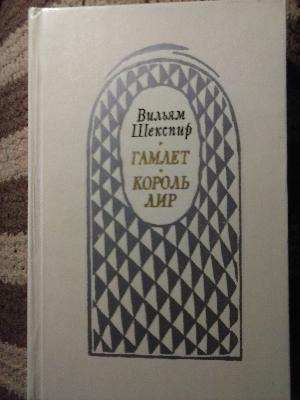 Вильям
Шекспир
ГАМЛЕТ
КОРОЛЬ
ЛИР